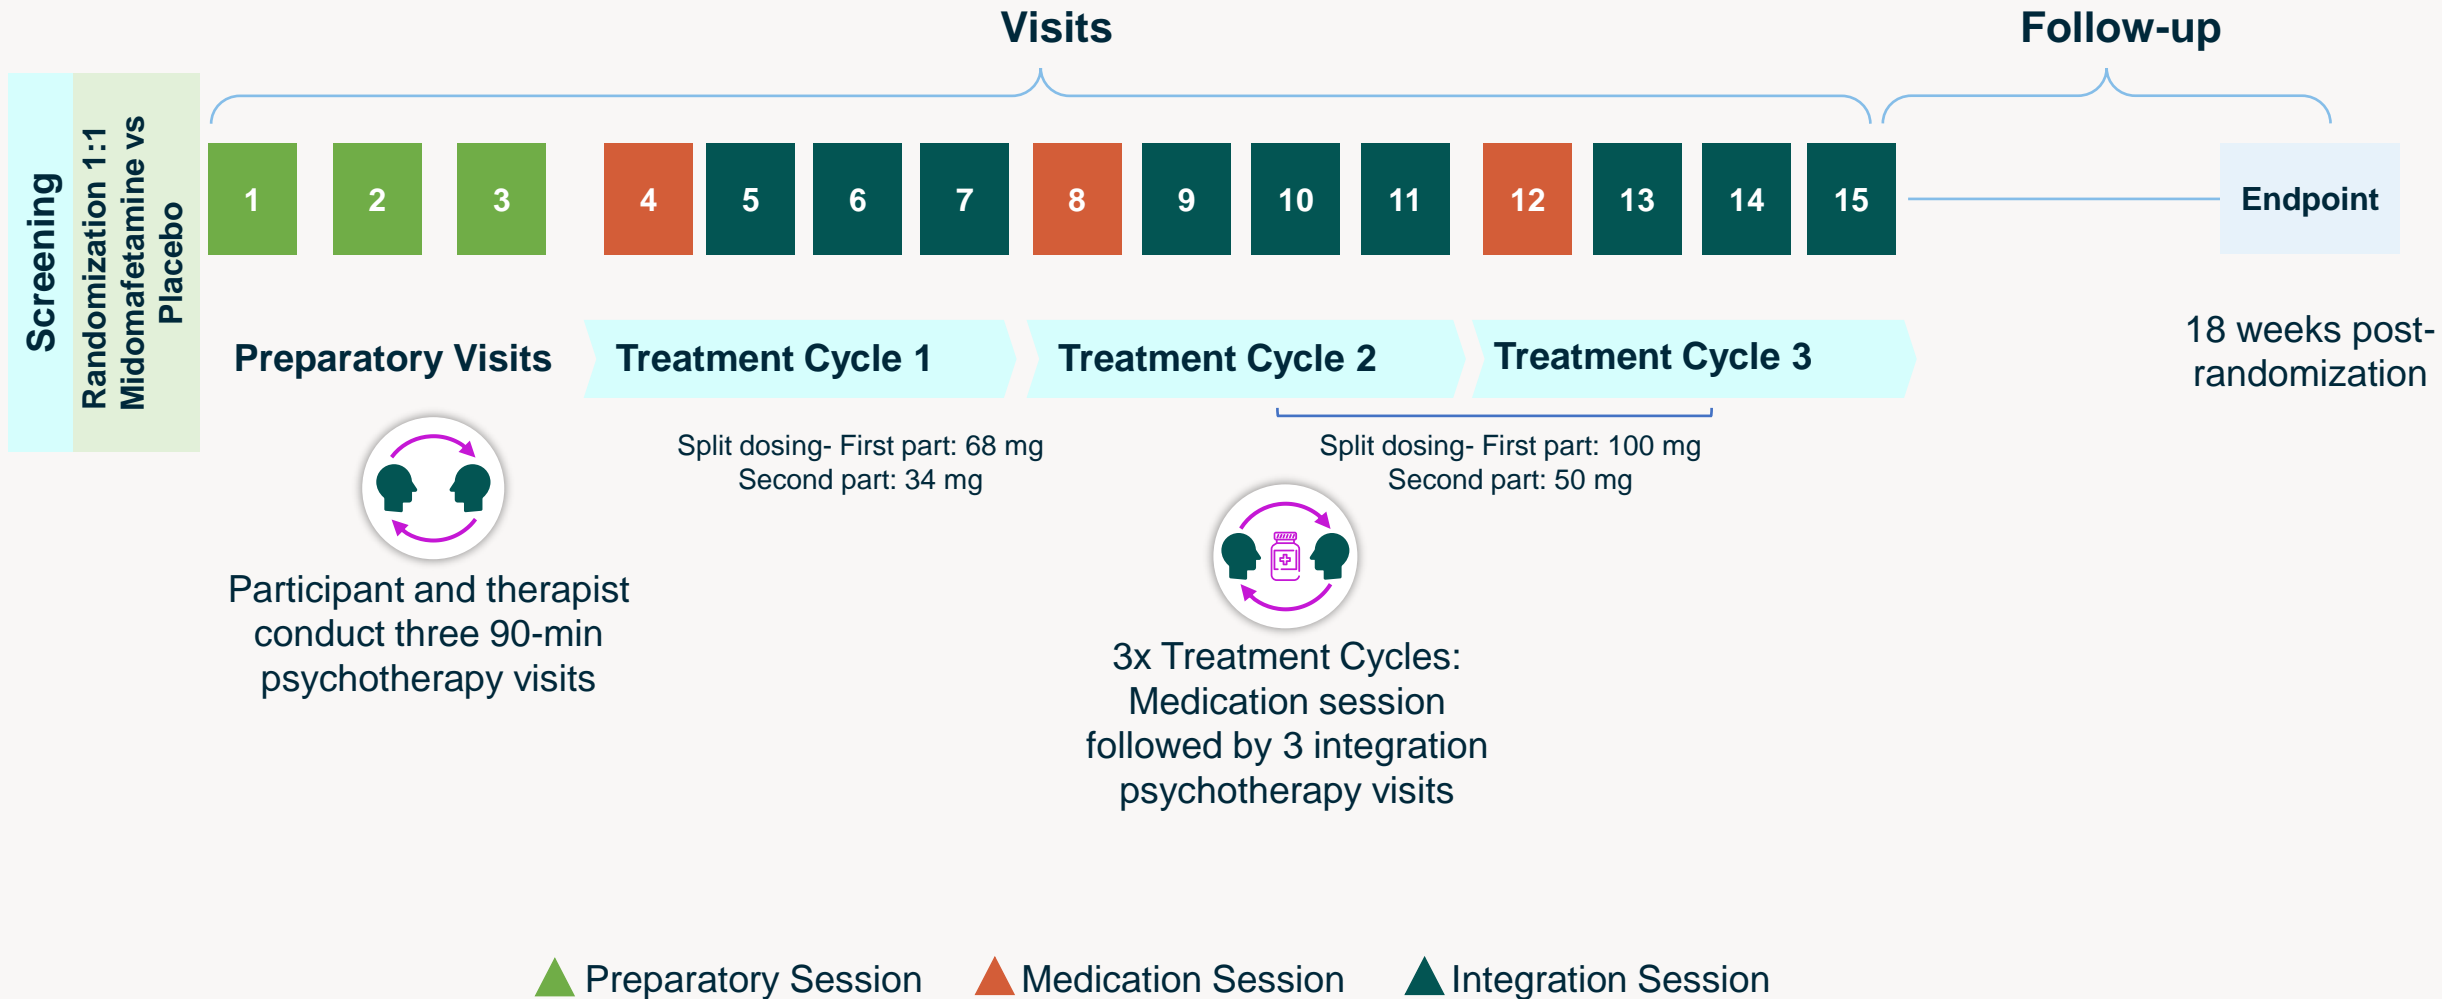 Visits
Follow-up
Screening
Randomization 1:1
Midomafetamine vs
Placebo
1
2
3
4
5
6
7
8
9
10
11
12
13
14
15
Endpoint
Preparatory Visits
Treatment Cycle 1
Treatment Cycle 2
Treatment Cycle 3
18 weeks post-
randomization
Split dosing- First part: 68 mg
Second part: 34 mg
Split dosing- First part: 100 mg
Second part: 50 mg
Participant and therapist
conduct three 90-min
psychotherapy visits
3x Treatment Cycles:
Medication session
followed by 3 integration
psychotherapy visits
Preparatory Session
Medication Session
Integration Session